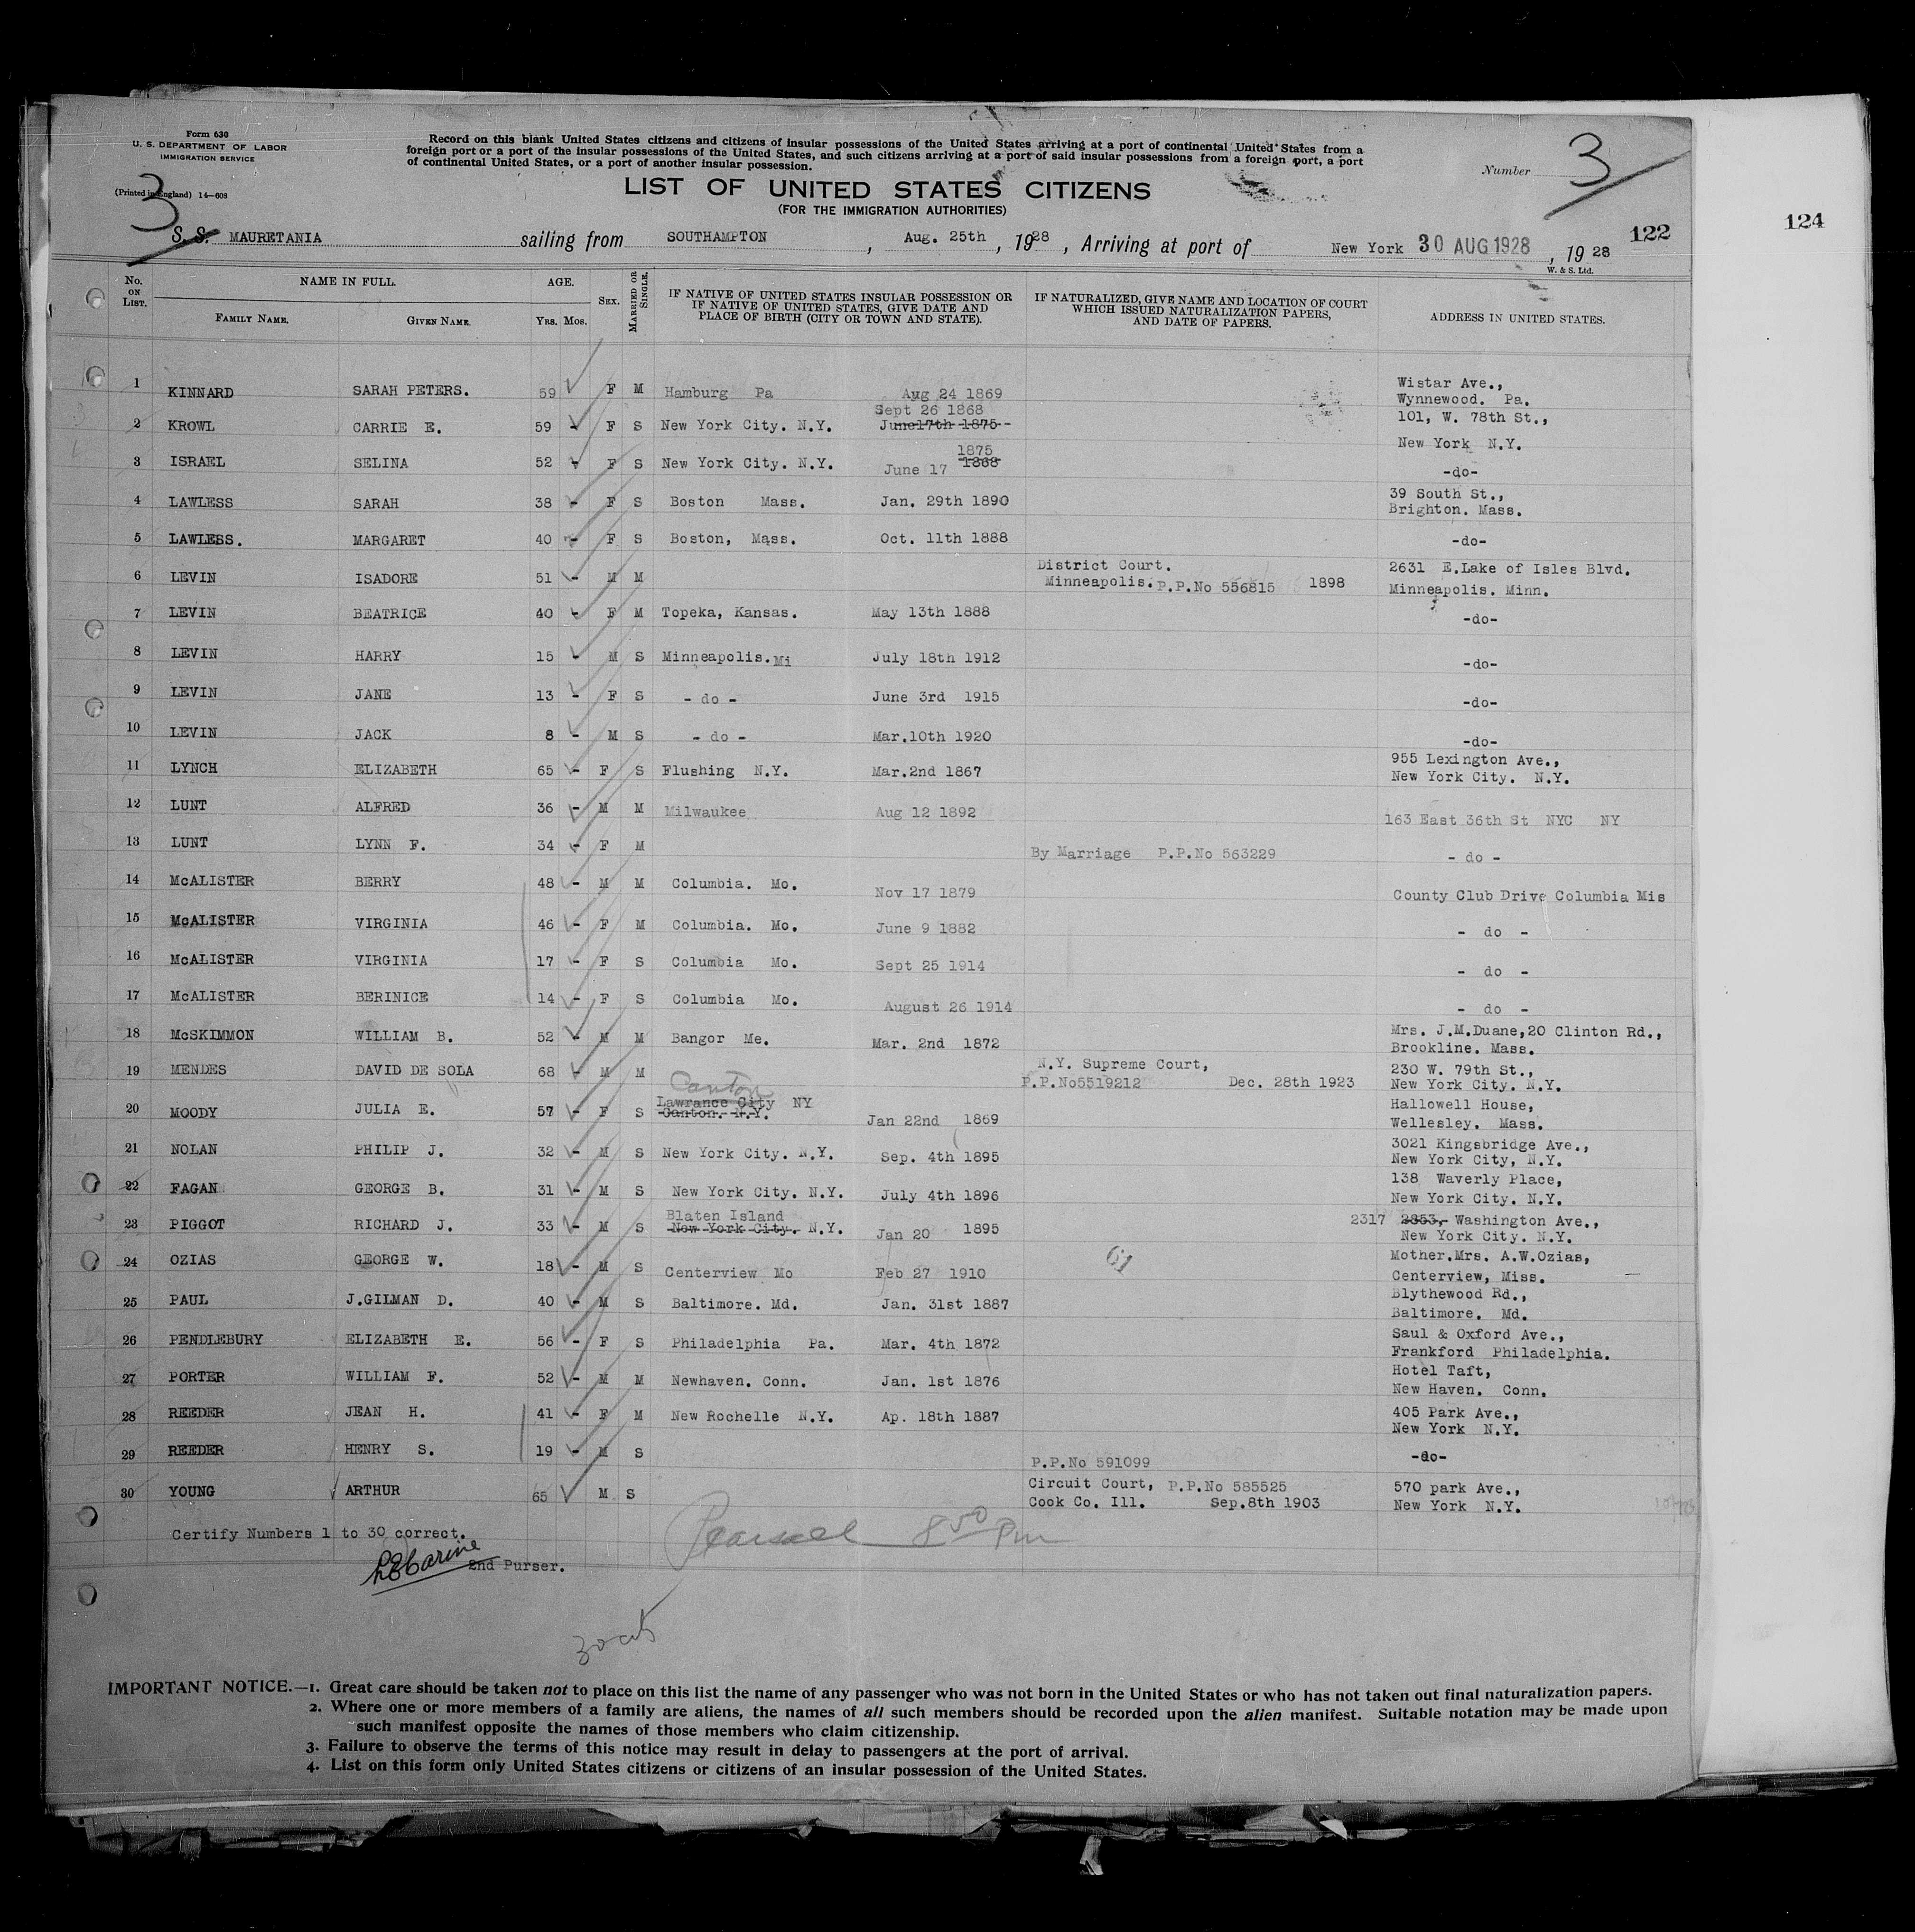 Form 630
U. S. DEPARTMENT OF LABOR
IMMIGRATION SERVICE
(Printed in England) 14—608
Record on this blank United States citizens and citizens of insular possessions of the United States arriving at a port of continental United States from a
foreign port or a port of the insular possessions of the United States, and such citizens arriving at a port of said insular possessions from a foreign port, a port
of continental United States, or a port of another insular possession.
LIST OF UNITED STATES CITIZENS
(FOR THE IMMIGRATION AUTHORITIES)
Number 3
3
122
124
S. S. MAURETANIA sailing from SOUTHAMPTON, Aug. 25th, 1928, Arriving at port of New York 30 AUG 1928, 1928
W. & S. Ltd.
No. ON LIST. NAME IN FULL. FAMILY NAME. GIVEN NAME. AGE. YRS. MOS. SEX. MARRIED OR SINGLE. IF NATIVE OF UNITED STATES INSULAR POSSESSION OR IF NATIVE OF UNITED STATES, GIVE DATE AND PLACE OF BIRTH (CITY OR TOWN AND STATE). IF NATURALIZED, GIVE NAME AND LOCATION OF COURT WHICH ISSUED NATURALIZATION PAPERS, AND DATE OF PAPERS. ADDRESS IN UNITED STATES.
1 KINNARD SARAH PETERS. 59 F M Hamburg Pa Aug 24 1869 Wistar Ave., Wynnewood. Pa.
2 KROWL CARRIE E. 59 - F S New York City. N.Y. Sept 26 1868 June17th 1875- 101, W. 78th St., New York N.Y.
3 ISRAEL SELINA 52 - F S New York City. N.Y. June 17 1875 1868 -do-
4 LAWLESS SARAH 38 - F S Boston Mass. Jan. 29th 1890 39 South St., Brighton. Mass.
5 LAWLESS. MARGARET 40 - F S Boston, Mass. Oct. 11th 1888 -do-
6 LEVIN ISADORE 51 - M M District Court. Minneapolis. P.P.No 556815 1898 2631 E.Lake of Isles Blvd. Minneapolis. Minn.
7 LEVIN BEATRICE 40 - F M Topeka, Kansas. May 13th 1888 -do-
8 LEVIN HARRY 15 - M S Minneapolis.Mi July 18th 1912 -do-
9 LEVIN JANE 13 - F S - do - June 3rd 1915 -do-
10 LEVIN JACK 8 - M S - do - Mar.10th 1920 -do-
11 LYNCH ELIZABETH 65 - F S Flushing N.Y. Mar.2nd 1867 955 Lexington Ave., New York City. N.Y.
12 LUNT ALFRED 36 - M M Milwaukee Aug 12 1892 163 East 36th St NYC NY
13 LUNT LYNN F. 34 - F M By Marriage P.P.No 563229 - do -
14 McALISTER BERRY 48 - M M Columbia. Mo. Nov 17 1879 County Club Drive Columbia Mis
15 McALISTER VIRGINIA 46 - F M Columbia. Mo. June 9 1882 - do -
16 McALISTER VIRGINIA 17 - F S Columbia Mo. Sept 25 1914 - do -
17 McALISTER BERINICE 14 - F S Columbia Mo. August 26 1914 - do -
18 McSKIMMON WILLIAM B. 52 - M M Bangor Me. Mar. 2nd 1872 Mrs. J.M.Duane,20 Clinton Rd., Brookline. Mass.
19 MENDES DAVID DE SOLA 68 - M M N.Y. Supreme Court, P.P.No5519212 Dec. 28th 1923 230 W. 79th St., New York City. N.Y.
20 MOODY JULIA E. 57 - F S Canton Lawrance City NY Canton. N.Y. Jan 22nd 1869 Hallowell House, Wellesley. Mass.
21 NOLAN PHILIP J. 32 - M S New York City. N.Y. Sep. 4th 1895 3021 Kingsbridge Ave., New York City, N.Y.
22 FAGAN GEORGE B. 31 - M S New York City. N.Y. July 4th 1896 138 Waverly Place, New York City. N.Y.
23 PIGGOT RICHARD J. 33 - M S Blaten Island New York City. N.Y. Jan 20 1895 2317 2853, Washington Ave., New York City. N.Y.
24 OZIAS GEORGE W. 18 - M S Centerview Mo Feb 27 1910 61 Mother.Mrs. A.W.Ozias, Centerview, Miss.
25 PAUL J.GILMAN D. 40 - M S Baltimore. Md. Jan. 31st 1887 Blythewood Rd., Baltimore. Md.
26 PENDLEBURY ELIZABETH E. 56 - F S Philadelphia Pa. Mar. 4th 1872 Saul & Oxford Ave., Frankford Philadelphia.
27 PORTER WILLIAM F. 52 - M M Newhaven. Conn. Jan. 1st 1876 Hotel Taft, New Haven. Conn.
28 REEDER JEAN H. 41 - F M New Rochelle N.Y. Ap. 18th 1887 405 Park Ave., New York N.Y.
29 REEDER HENRY S. 19 - M S P.P.No 591099 -do-
30 YOUNG ARTHUR 65 M S Circuit Court, P.P.No 585525 Cook Co. Ill. Sep.8th 1903 570 park Ave., New York N.Y.
Certify Numbers 1 to 30 correct.
2nd Purser.
8 50 Pm
IMPORTANT NOTICE.—1. Great care should be taken not to place on this list the name of any passenger who was not born in the United States or who has not taken out final naturalization papers.
2. Where one or more members of a family are aliens, the names of all such members should be recorded upon the alien manifest. Suitable notation may be made upon
such manifest opposite the names of those members who claim citizenship.
3. Failure to observe the terms of this notice may result in delay to passengers at the port of arrival.
4. List on this form only United States citizens or citizens of an insular possession of the United States.